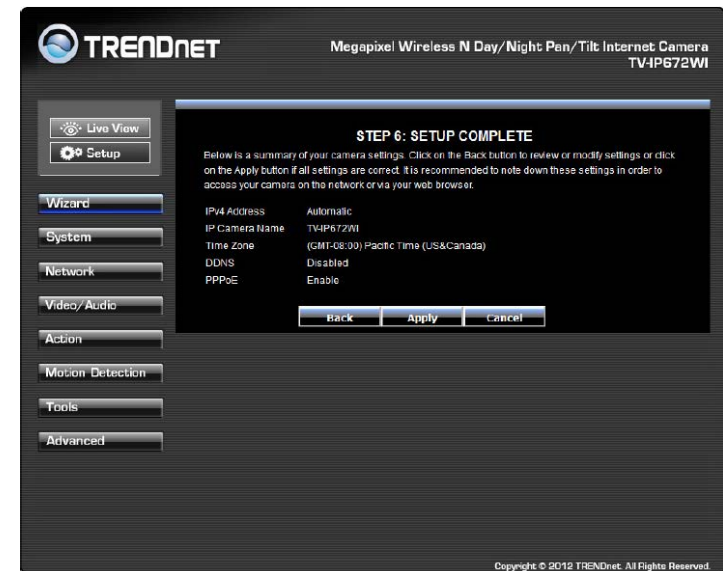 TRENDNET
Megapixel Wireless N Day/Night Pan/Tilt Internet Camera
TV-IP672WI
Live View
Setup
Wizard
System
Network
Video/Audio
Action
Motion Detection
Tools
Advanced
STEP 6: SETUP COMPLETE
Below is a summary of your camera settings. Click on the Back button to review or modify settings or click
on the Apply button if all settings are correct. It is recommended to note down these settings in order to
access your camera on the network or via your web browser.
IPv4 Address Automatic
IP Camera Name TV-IP672WI
Time Zone (GMT-08:00) Pacific Time (US&Canada)
DDNS Disabled
PPPoE Enable
Back Apply Cancel
Copyright © 2012 TRENDnet. All Rights Reserved.